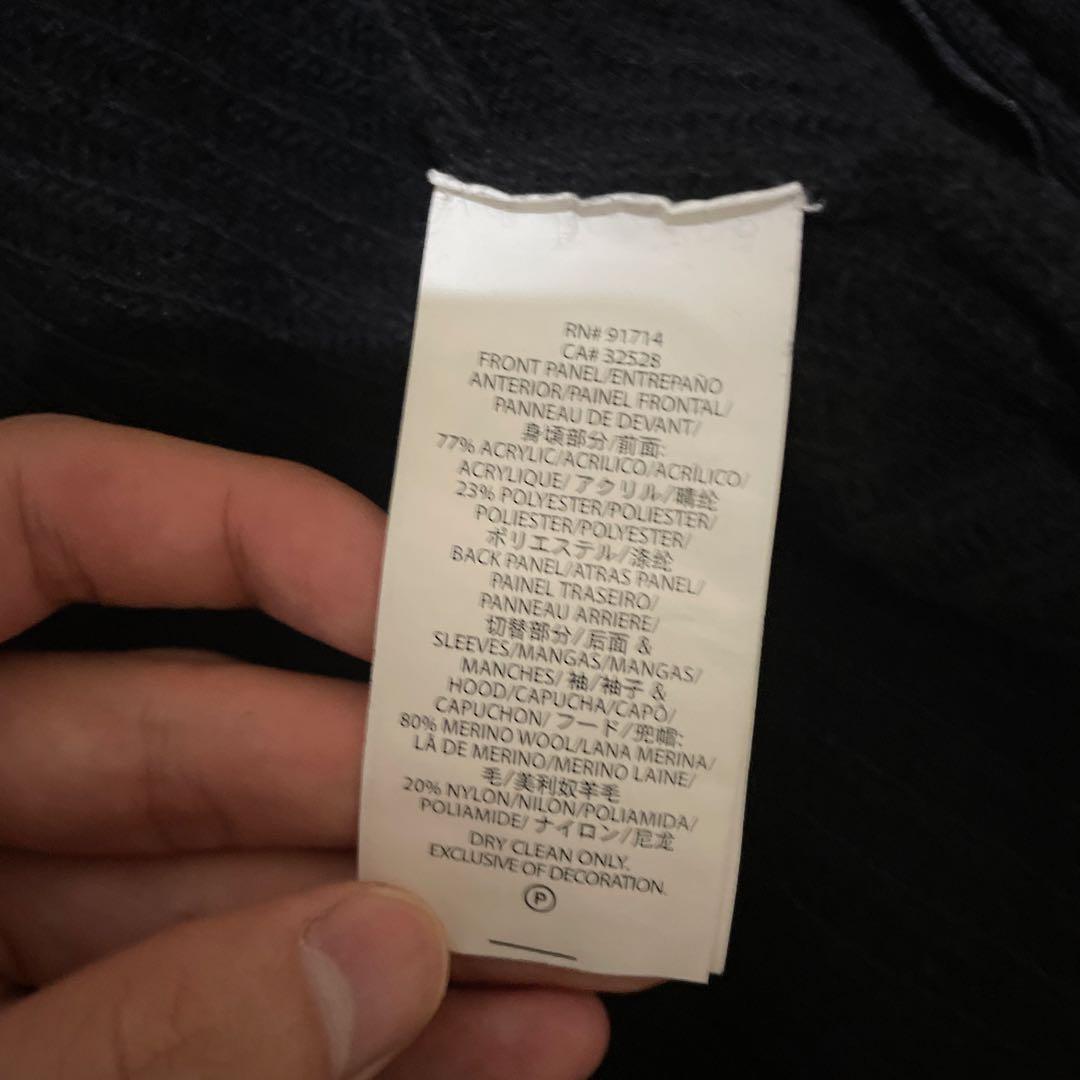 RN# 91714
CA# 32528
FRONT PANEL/ENTREPAÑO
ANTERIOR/PAINEL FRONTAL/
PANNEAU DE DEVANT/
身頃部分/前面:
77% ACRYLIC/ACRILICO/ACRÍLICO/
ACRYLIQUE/アクリル/晴纶
23% POLYESTER/POLIESTER/
POLIESTER/POLYESTER/
ポリエステル/涤纶
BACK PANEL/ATRAS PANEL/
PAINEL TRASEIRO/
PANNEAU ARRIERE/
切替部分/后面 &
SLEEVES/MANGAS/MANGAS/
MANCHES/ 袖/袖子 &
HOOD/CAPUCHA/CAPÔ/
CAPUCHON/ フード/兜帽:
80% MERINO WOOL/LANA MERINA/
LÃ DE MERINO/MERINO LAINE/
毛/美利奴羊毛
20% NYLON/NILON/POLIAMIDA/
POLIAMIDE/ ナイロン/尼龙
DRY CLEAN ONLY.
EXCLUSIVE OF DECORATION.
P